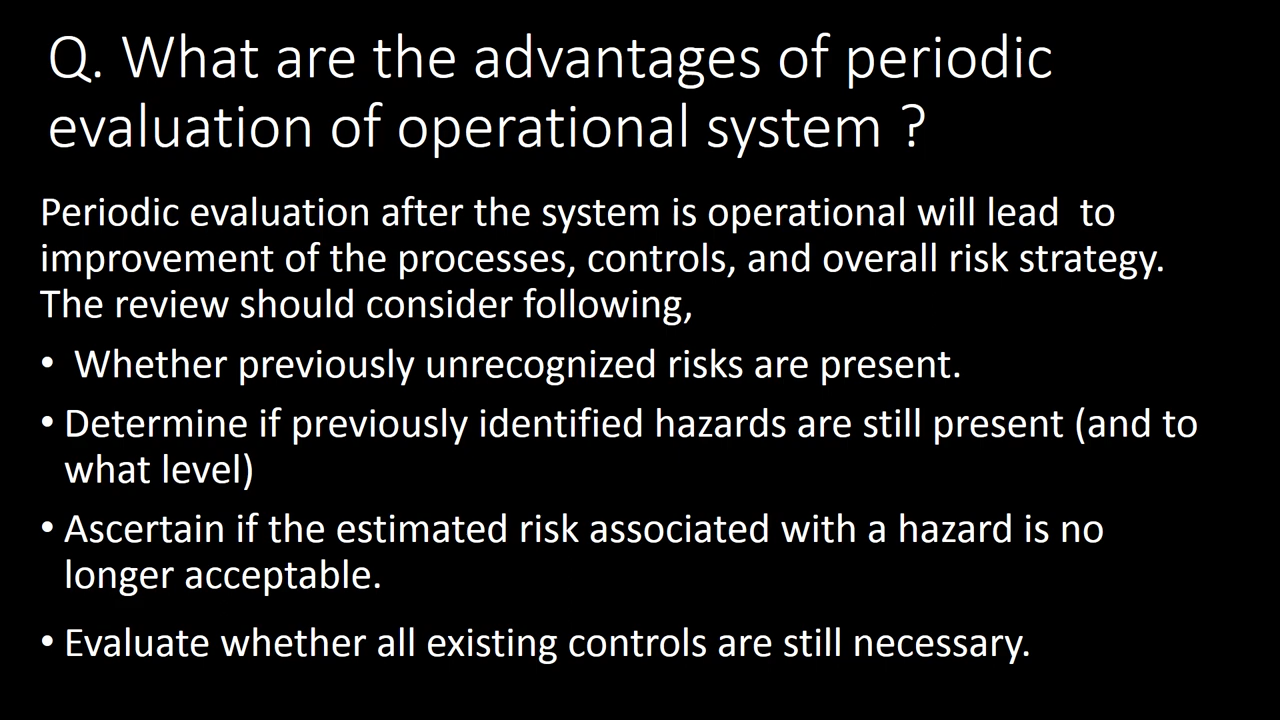 Q. What are the advantages of periodic
evaluation of operational system ?
Periodic evaluation after the system is operational will lead  to
improvement of the processes, controls, and overall risk strategy.
The review should consider following,
•  Whether previously unrecognized risks are present.
• Determine if previously identified hazards are still present (and to
what level)
• Ascertain if the estimated risk associated with a hazard is no
longer acceptable.
• Evaluate whether all existing controls are still necessary.